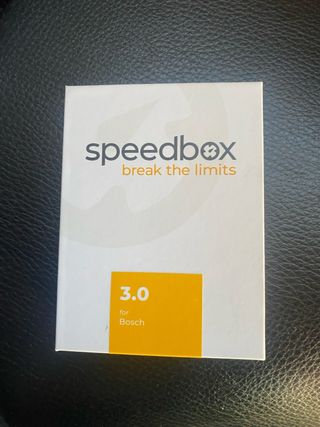 speedbox
break the limits
3.0
for
Bosch